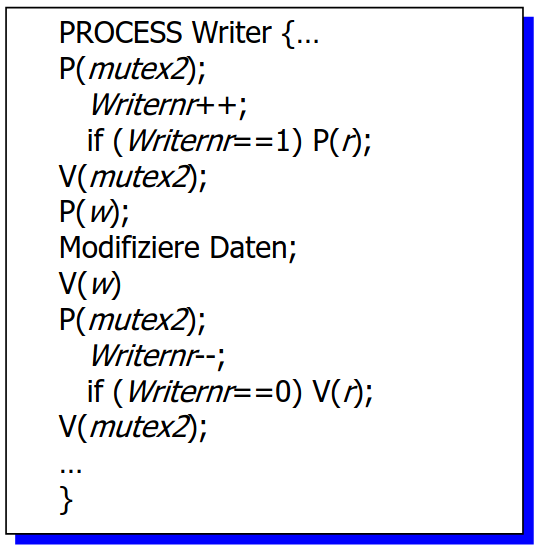 PROCESS Writer {…
P(mutex2);
Writernr++;
if (Writernr==1) P(r);
V(mutex2);
P(w);
Modifiziere Daten;
V(w)
P(mutex2);
Writernr--;
if (Writernr==0) V(r);
V(mutex2);
…
}